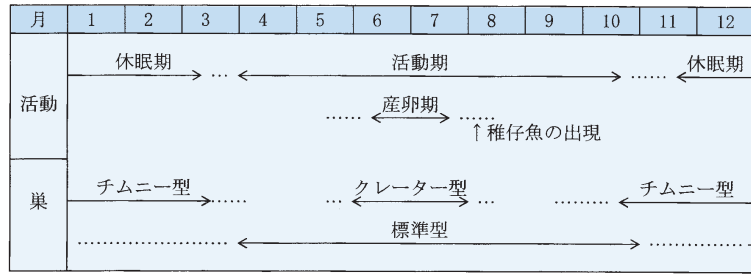 月 1 2 3 4 5 6 7 8 9 10 11 12
活動
休眠期 … 活動期 …… 休眠期
…… 産卵期 ……
↑稚仔魚の出現
巣
チムニー型 …… …… クレーター型 …… …… チムニー型
標準型